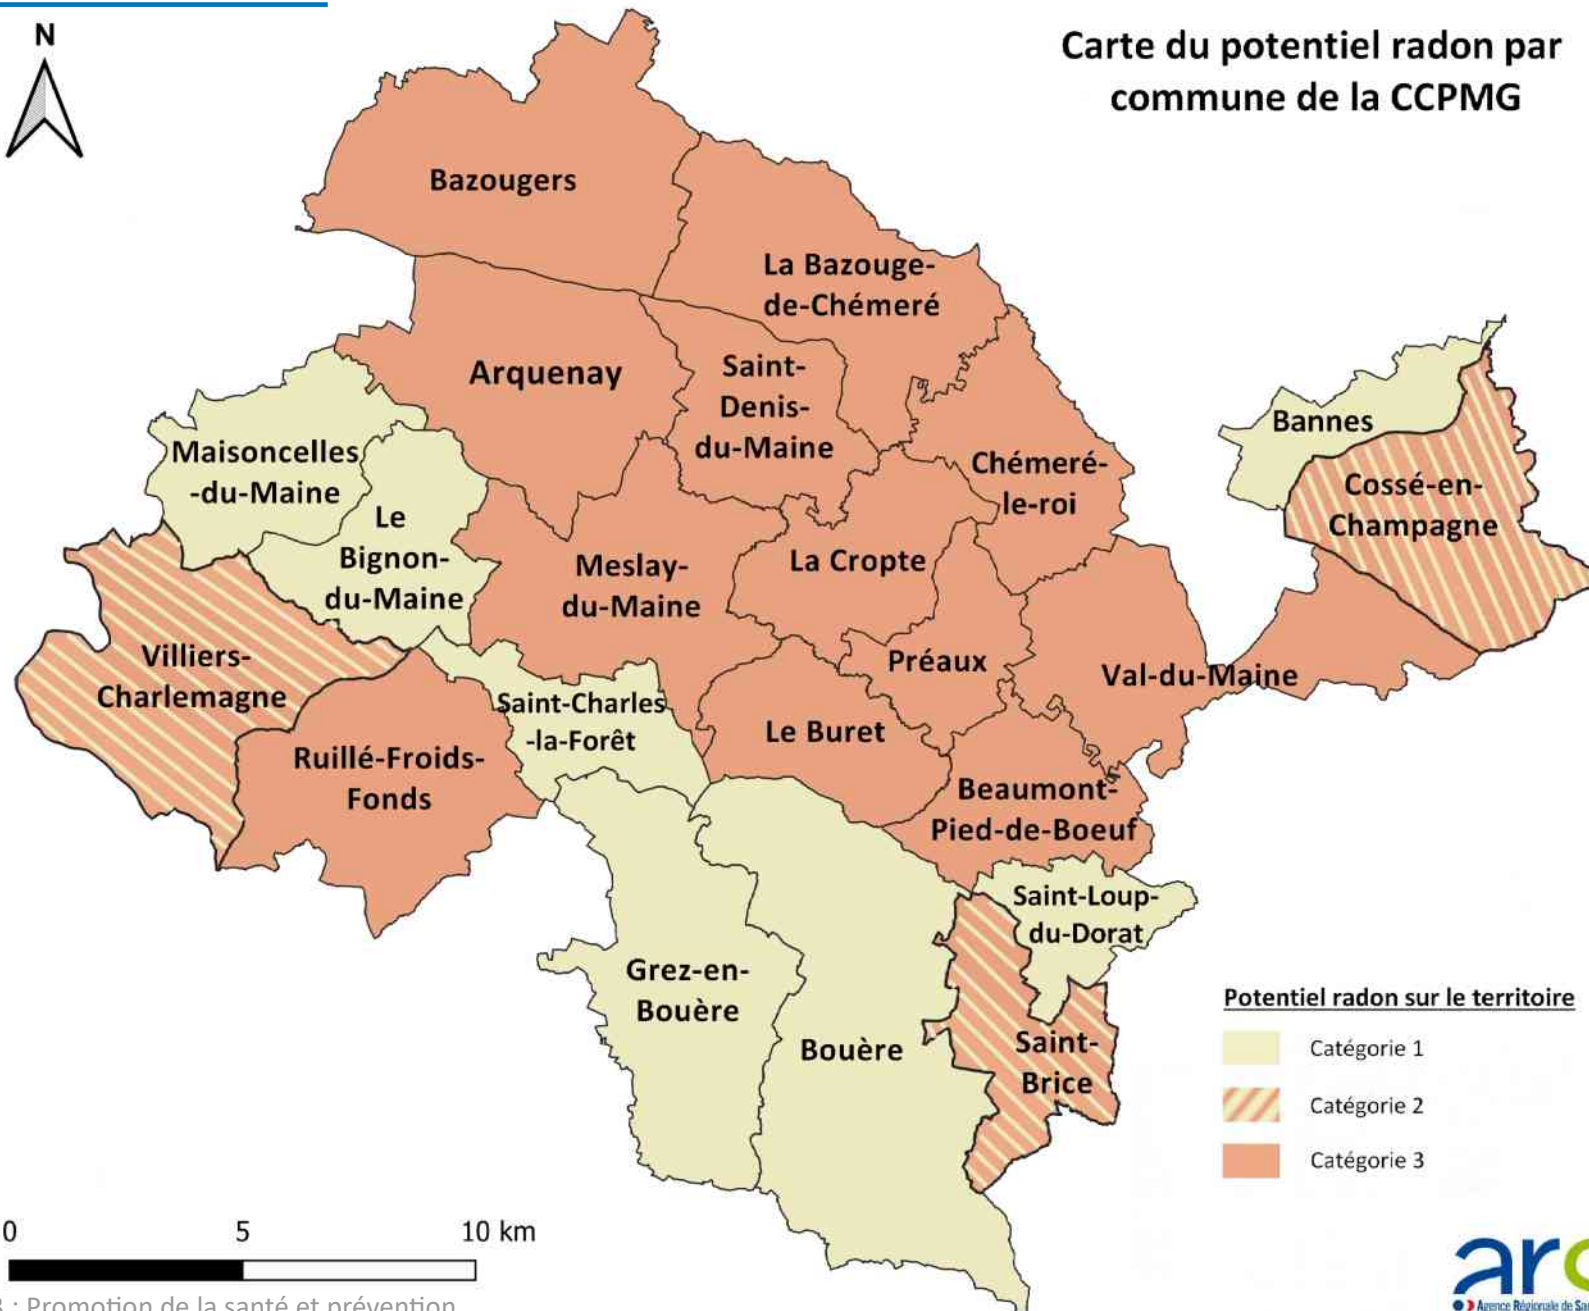 N
Carte du potentiel radon par
commune de la CCPMG
Bazougers
La Bazouge-
de-Chémeré
Arquenay
Saint-
Denis-
du-Maine
Bannes
Maisoncelles
-du-Maine
Chémeré-
le-roi
Cossé-en-
Champagne
Le
Bignon-
du-Maine
Meslay-
du-Maine
La Cropte
Villiers-
Charlemagne
Préaux
Val-du-Maine
Saint-Charles
-la-Forêt
Le Buret
Ruillé-Froids-
Fonds
Beaumont-
Pied-de-Boeuf
Saint-Loup-
du-Dorat
Grez-en-
Bouère
Bouère
Saint-
Brice
Potentiel radon sur le territoire
Catégorie 1
Catégorie 2
Catégorie 3
0 5 10 km
: Promotion de la santé et prévention
ar
Agence Régionale de